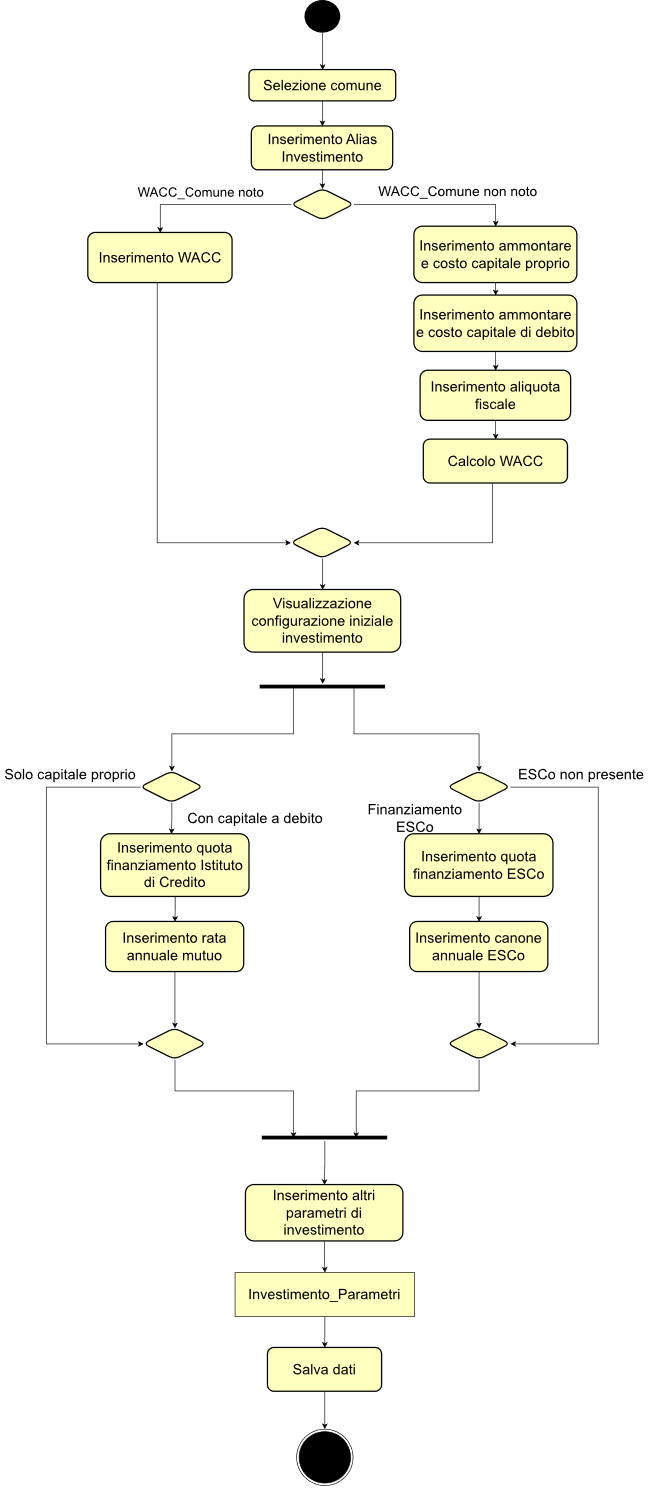 Selezione comune
Inserimento Alias
Investimento
WACC_Comune noto
WACC_Comune non noto
Inserimento WACC
Inserimento ammontare
e costo capitale proprio
Inserimento ammontare
e costo capitale di debito
Inserimento aliquota
fiscale
Calcolo WACC
Visualizzazione
configurazione iniziale
investimento
Solo capitale proprio
Con capitale a debito
Inserimento quota
finanziamento Istituto
di Credito
Inserimento rata
annuale mutuo
ESCo non presente
Finanziamento
ESCo
Inserimento quota
finanziamento ESCo
Inserimento canone
annuale ESCo
Inserimento altri
parametri di
investimento
Investimento_Parametri
Salva dati